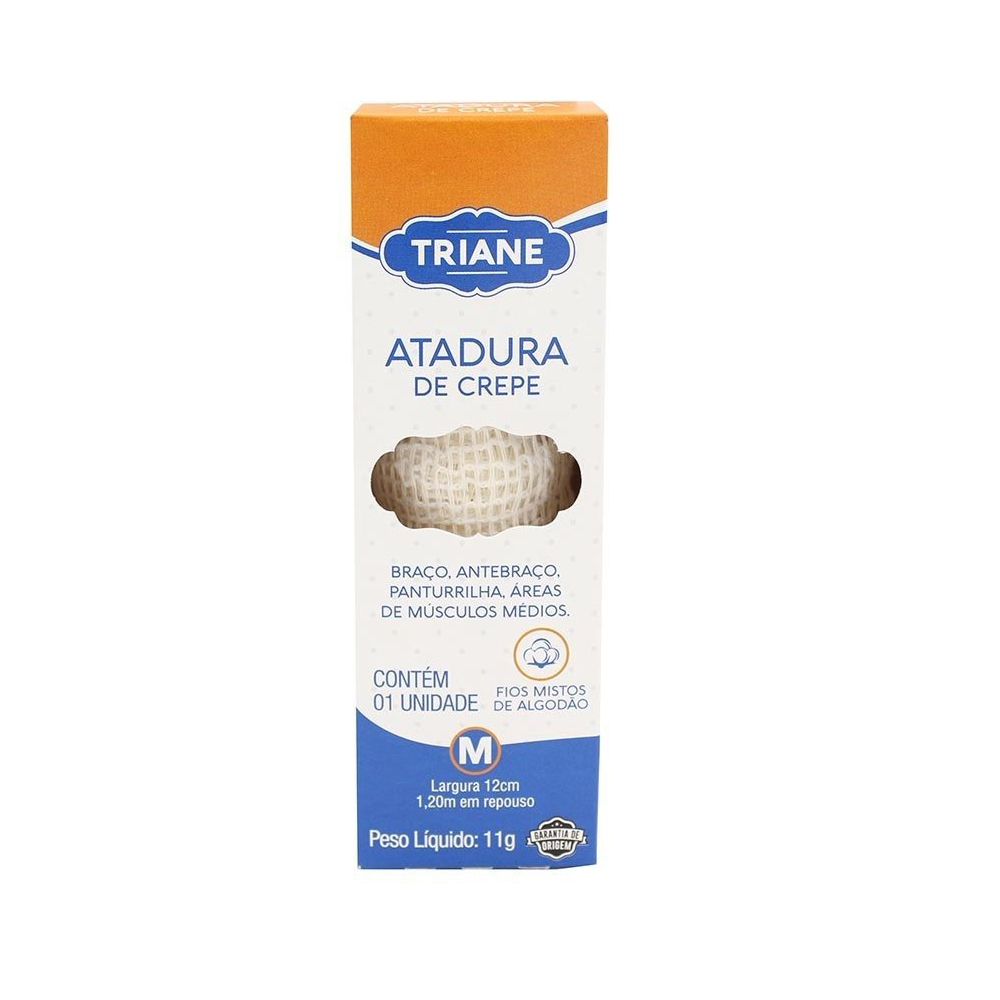 ATADURA
DE CREPE
TRIANE
ATADURA
DE CREPE
BRAÇO, ANTEBRAÇO,
PANTURRILHA, ÁREAS
DE MÚSCULOS MÉDIOS.
CONTÉM
01 UNIDADE
FIOS MISTOS
DE ALGODÃO
M
Largura 12cm
1,20m em repouso
Peso Líquido: 11g
GARANTIA DE
ORIGEM